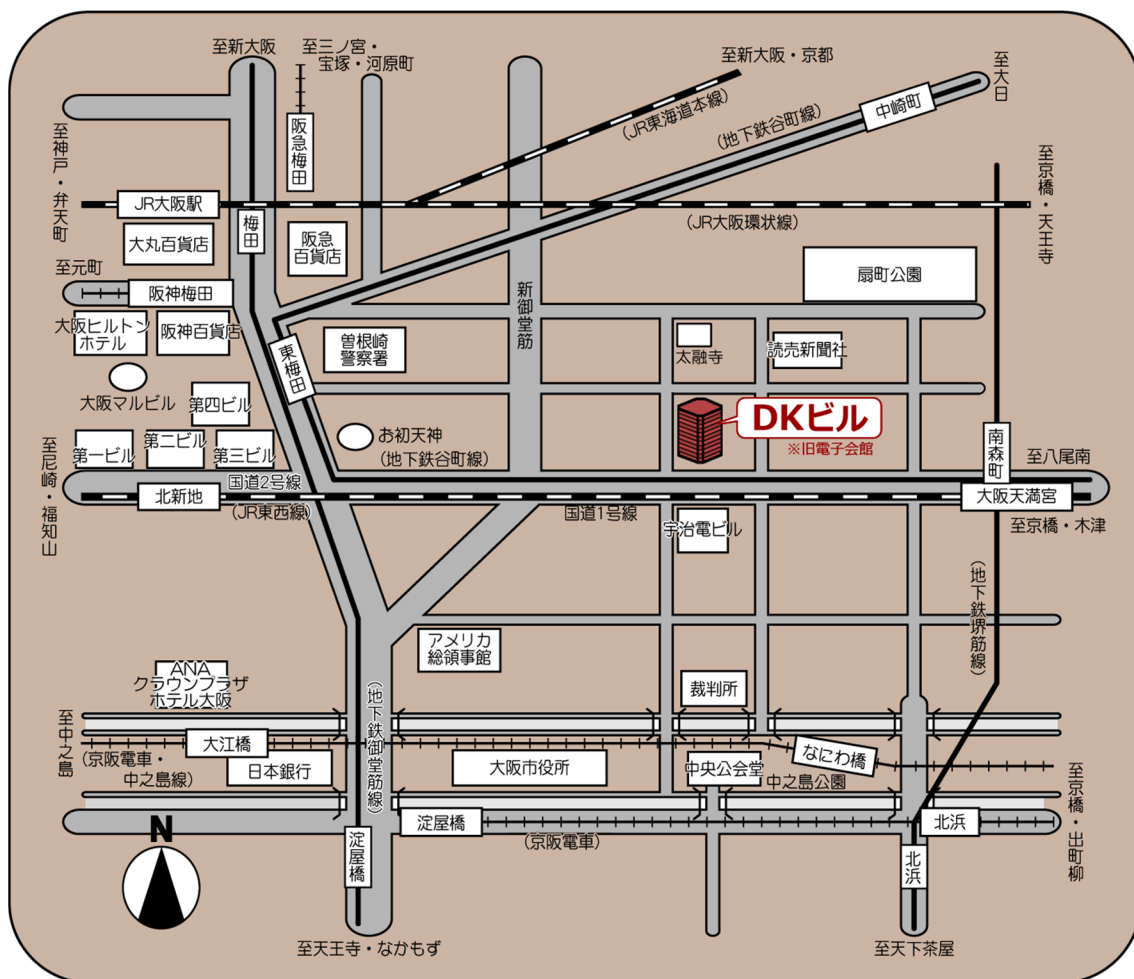 至新大阪
至三ノ宮・
宝塚・河原町
至新大阪・京都
至大日
中崎町
(地下鉄谷町線)
(JR東海道本線)
阪急梅田
至神戸・弁天町
至京橋・天王寺
JR大阪駅
梅田
(JR大阪環状線)
大丸百貨店
阪急
百貨店
扇町公園
至元町
阪神梅田
新御堂筋
大阪ヒルトン
ホテル
阪神百貨店
東梅田
曽根崎
警察署
太融寺
読売新聞社
大阪マルビル
第四ビル
DKビル
※旧電子会館
お初天神
(地下鉄谷町線)
第一ビル
第二ビル
第三ビル
南森町
至八尾南
至尼崎・福知山
国道2号線
北新地
(JR東西線)
国道1号線
大阪天満宮
至京橋・木津
宇治電ビル
(地下鉄堺筋線)
アメリカ
総領事館
ANA
クラウンプラザ
ホテル大阪
裁判所
(地下鉄御堂筋線)
至中之島
大江橋
(京阪電車・
中之島線)
日本銀行
大阪市役所
中央公会堂
なにわ橋
中之島公園
至京橋・出町柳
淀屋橋
(京阪電車)
北浜
N
淀屋橋
北浜
至天王寺・なかもず
至天下茶屋